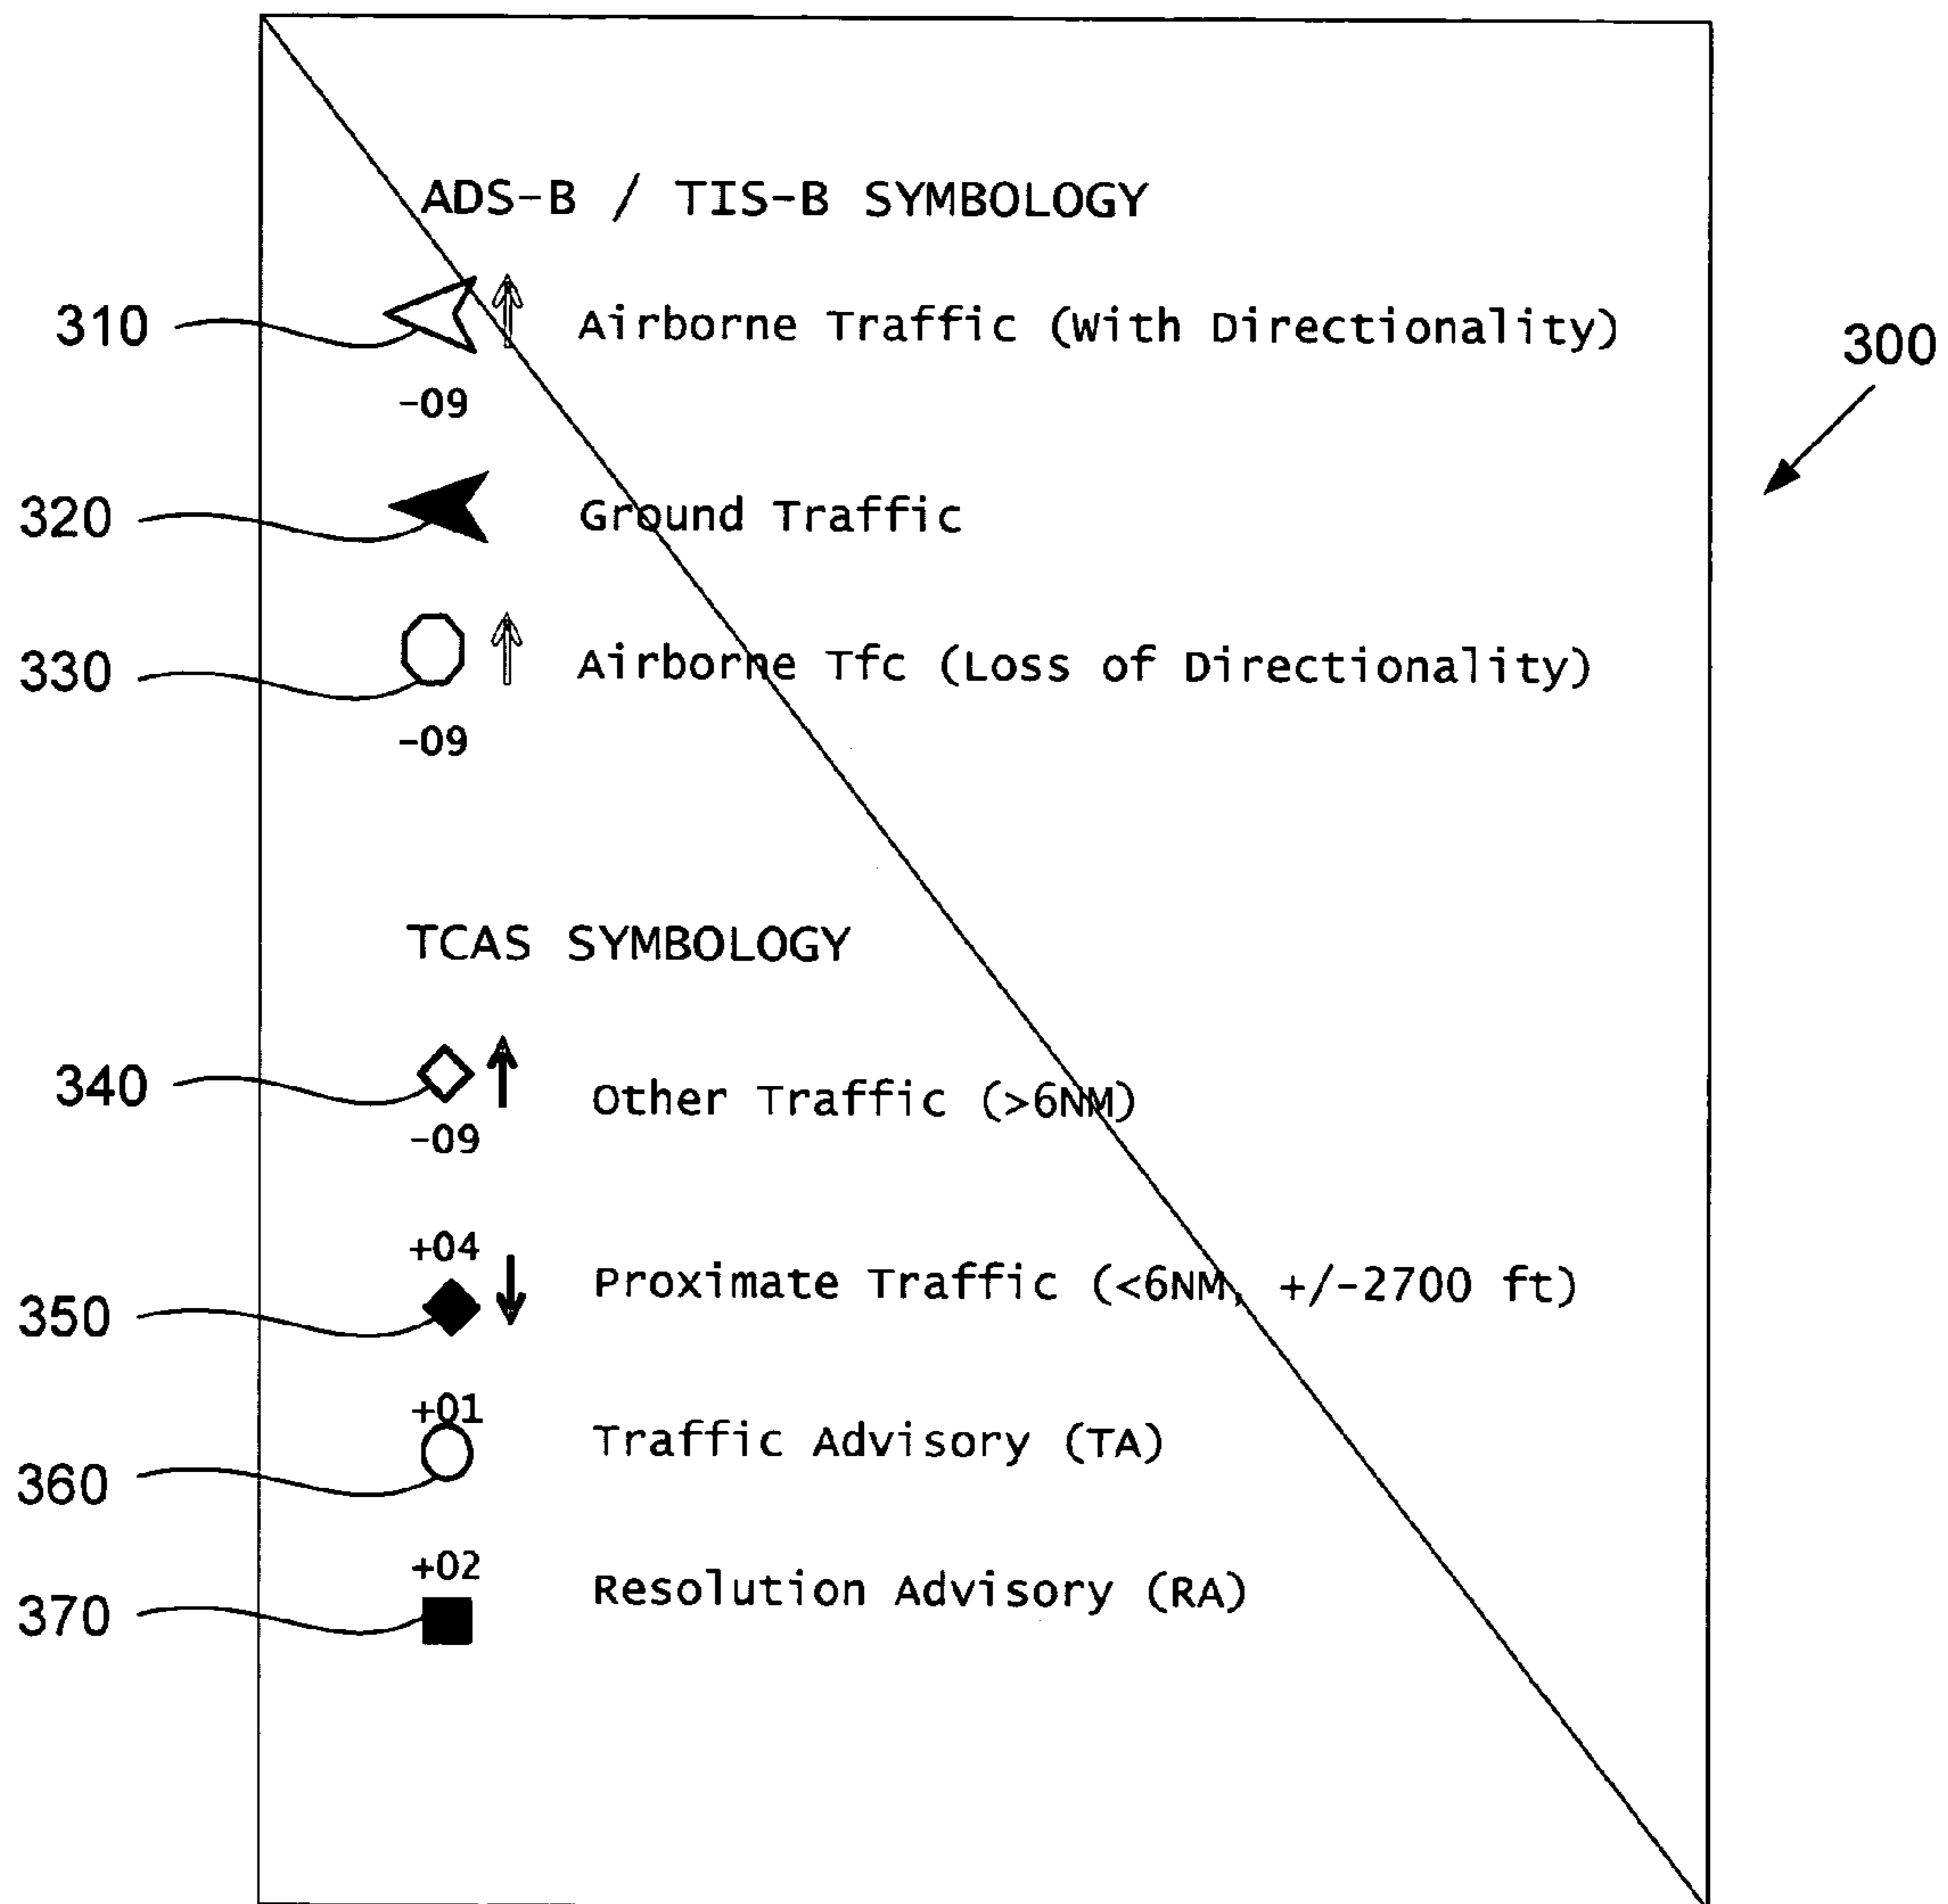 ADS-B / TIS-B SYMBOLOGY
310 Airborne Traffic (With Directionality)
300
-09
320 Ground Traffic
330 Airborne Tfc (Loss of Directionality)
-09
TCAS SYMBOLOGY
340 Other Traffic (>6NM)
-09
+04
350 Proximate Traffic (<6NM, +/-2700 ft)
+01
360 Traffic Advisory (TA)
+02
370 Resolution Advisory (RA)